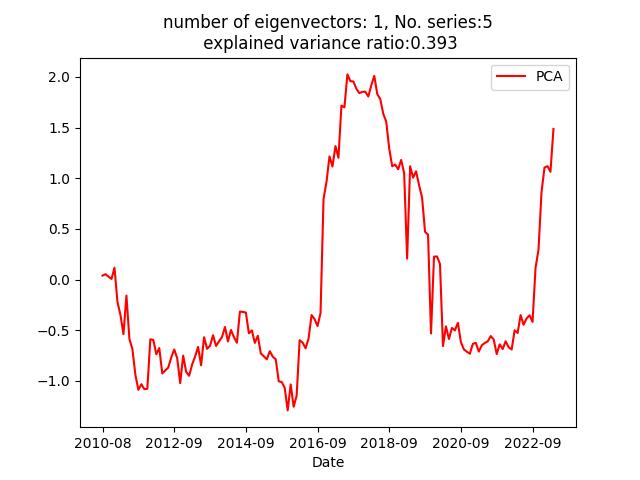 number of eigenvectors: 1, No. series:5
explained variance ratio:0.393
PCA
2.0
1.5
1.0
0.5
0.0
−0.5
−1.0
2010-08 2012-09 2014-09 2016-09 2018-09 2020-09 2022-09
Date